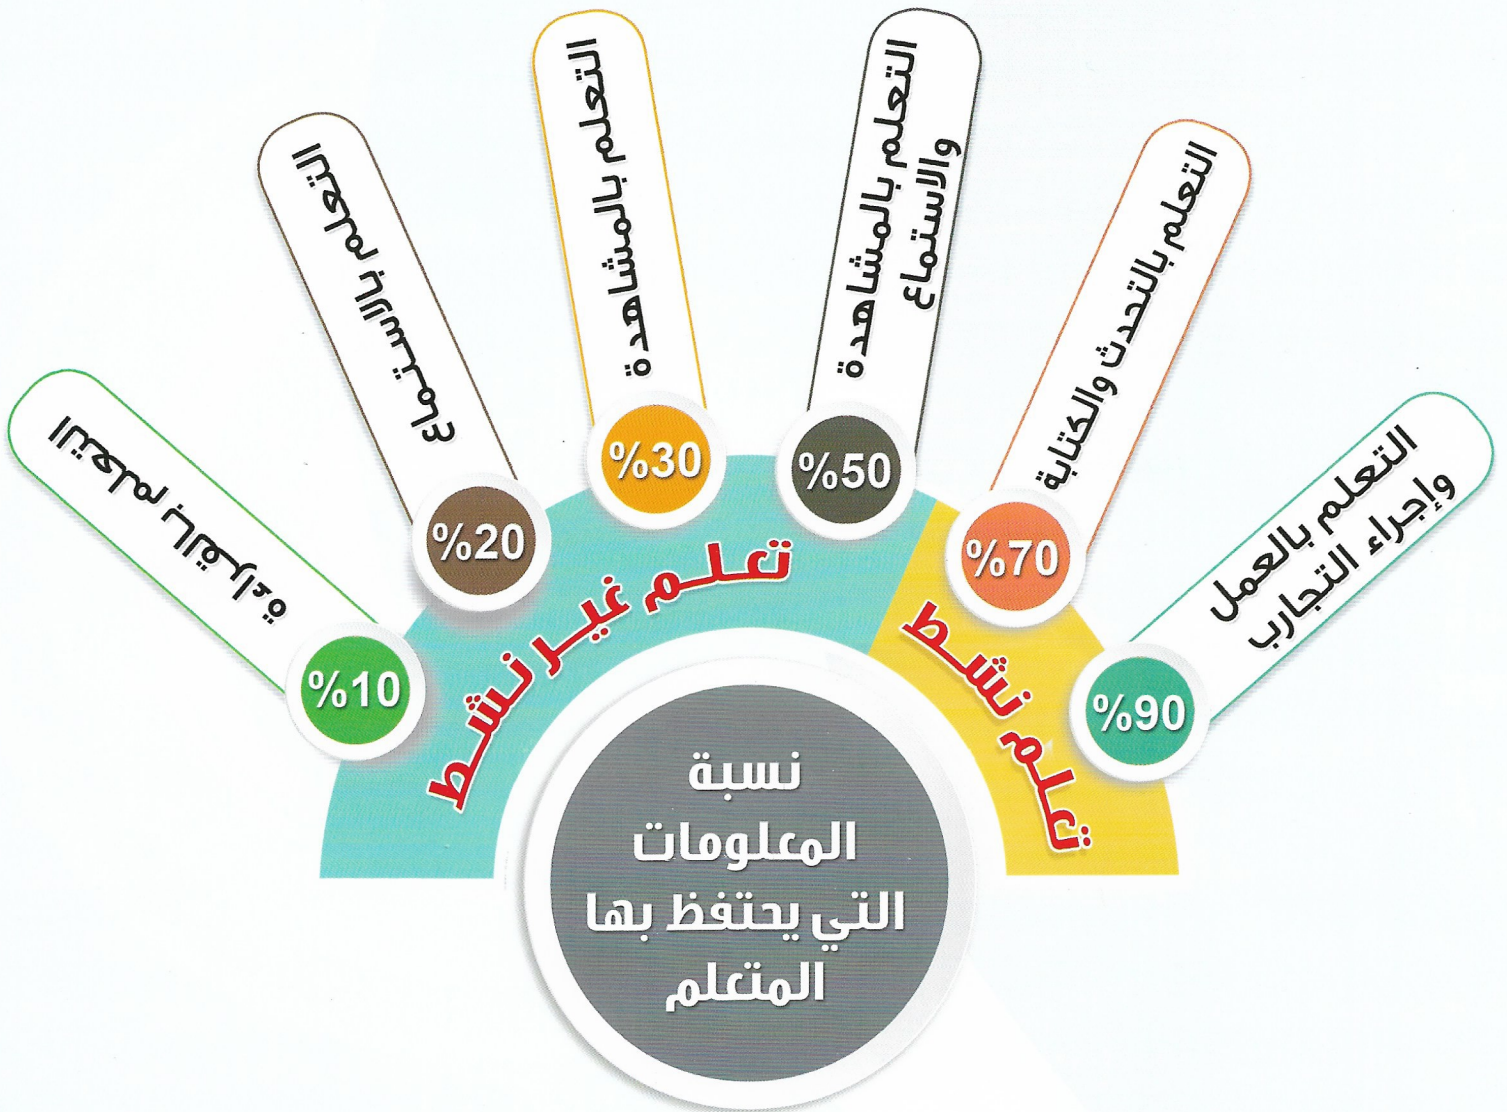 التعلم بالقراءة
%10
التعلم بالاستماع
%20
التعلم بالمشاهدة
%30
التعلم بالمشاهدة
والاستماع
%50
التعلم بالتحدث والكتابة
%70
التعلم بالعمل
وإجراء التجارب
%90
تعلم غير نشط
تعلم نشط
نسبة
المعلومات
التي يحتفظ بها
المتعلم